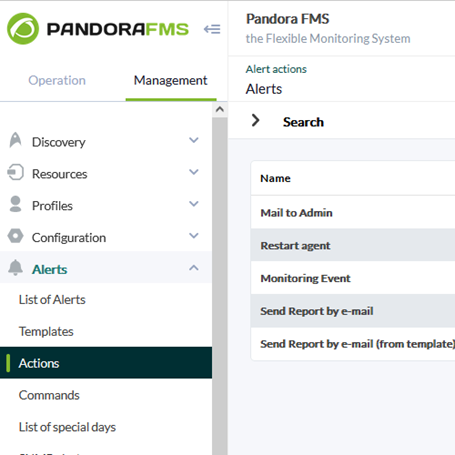 PANDORAFMS
Operation
Management
Discovery
Resources
Profiles
Configuration
Alerts
List of Alerts
Templates
Actions
Commands
List of special days
Pandora FMS
the Flexible Monitoring System
Alert actions
Alerts
Search
Name
Mail to Admin
Restart agent
Monitoring Event
Send Report by e-mail
Send Report by e-mail (from template)